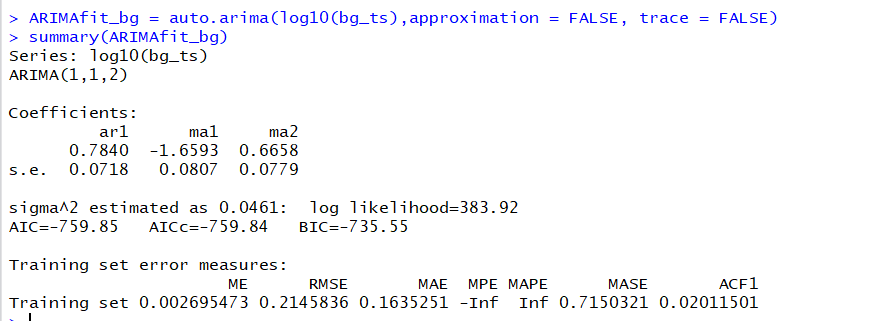 > ARIMAfit_bg = auto.arima(log10(bg_ts),approximation = FALSE, trace = FALSE)
> summary(ARIMAfit_bg)
Series: log10(bg_ts)
ARIMA(1,1,2)
Coefficients:
ar1 ma1 ma2
0.7840 -1.6593 0.6658
s.e. 0.0718 0.0807 0.0779
sigma^2 estimated as 0.0461: log likelihood=383.92
AIC=-759.85 AICc=-759.84 BIC=-735.55
Training set error measures:
ME RMSE MAE MPE MAPE MASE ACF1
Training set 0.002695473 0.2145836 0.1635251 -Inf Inf 0.7150321 0.02011501
>